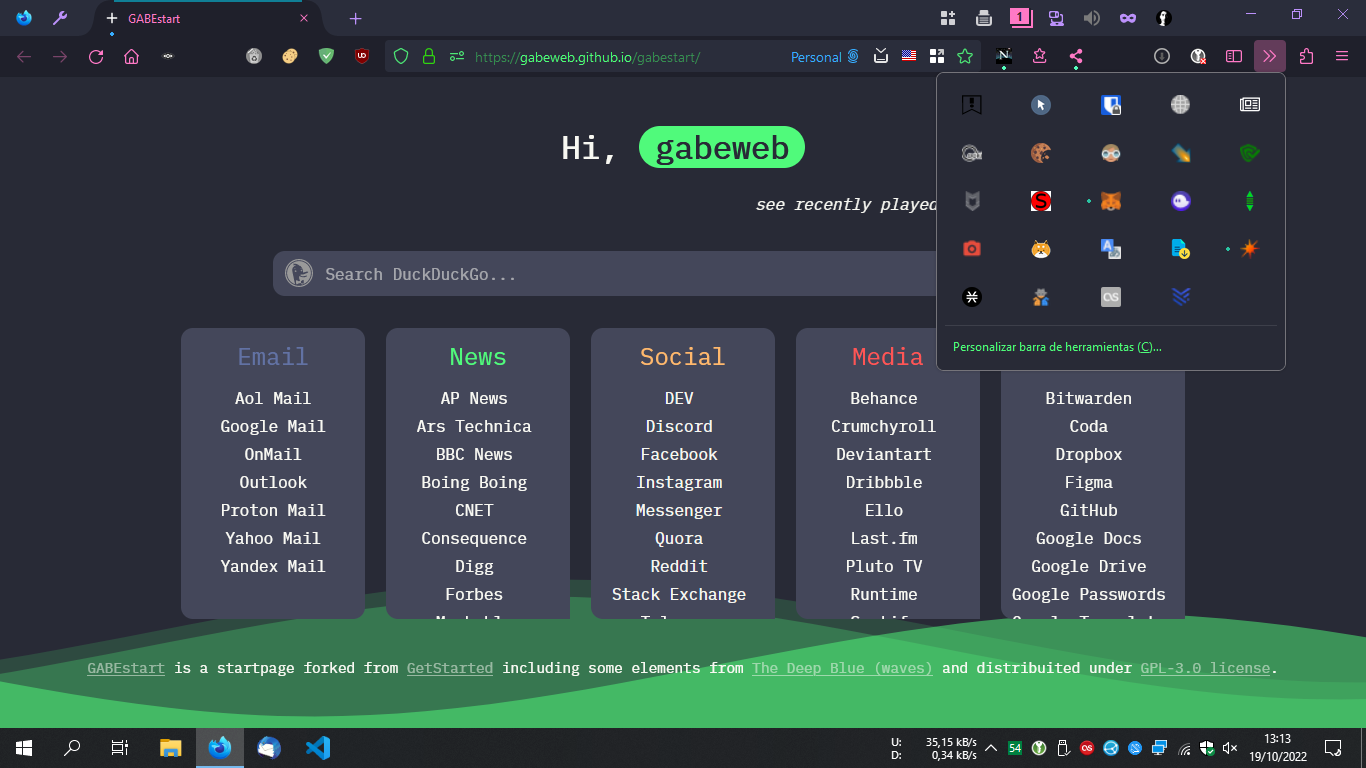 GABEstart
1
https://gabeweb.github.io/gabestart/
Personal
Hi, gabeweb
see recently played
Search DuckDuckGo...
Personalizar barra de herramientas (C)...
Email
Aol Mail
Google Mail
OnMail
Outlook
Proton Mail
Yahoo Mail
Yandex Mail
News
AP News
Ars Technica
BBC News
Boing Boing
CNET
Consequence
Digg
Forbes
Social
DEV
Discord
Facebook
Instagram
Messenger
Quora
Reddit
Stack Exchange
Media
Behance
Crumchyroll
Deviantart
Dribbble
Ello
Last.fm
Pluto TV
Runtime
Bitwarden
Coda
Dropbox
Figma
GitHub
Google Docs
Google Drive
Google Passwords
GABEstart is a startpage forked from GetStarted including some elements from The Deep Blue (waves) and distribuited under GPL-3.0 license.
U: 35,15 kB/s
D: 0,34 kB/s
54
13:13
19/10/2022